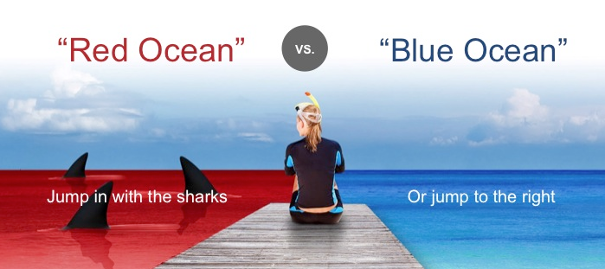 “Red Ocean”
vs.
“Blue Ocean”
Jump in with the sharks
Or jump to the right